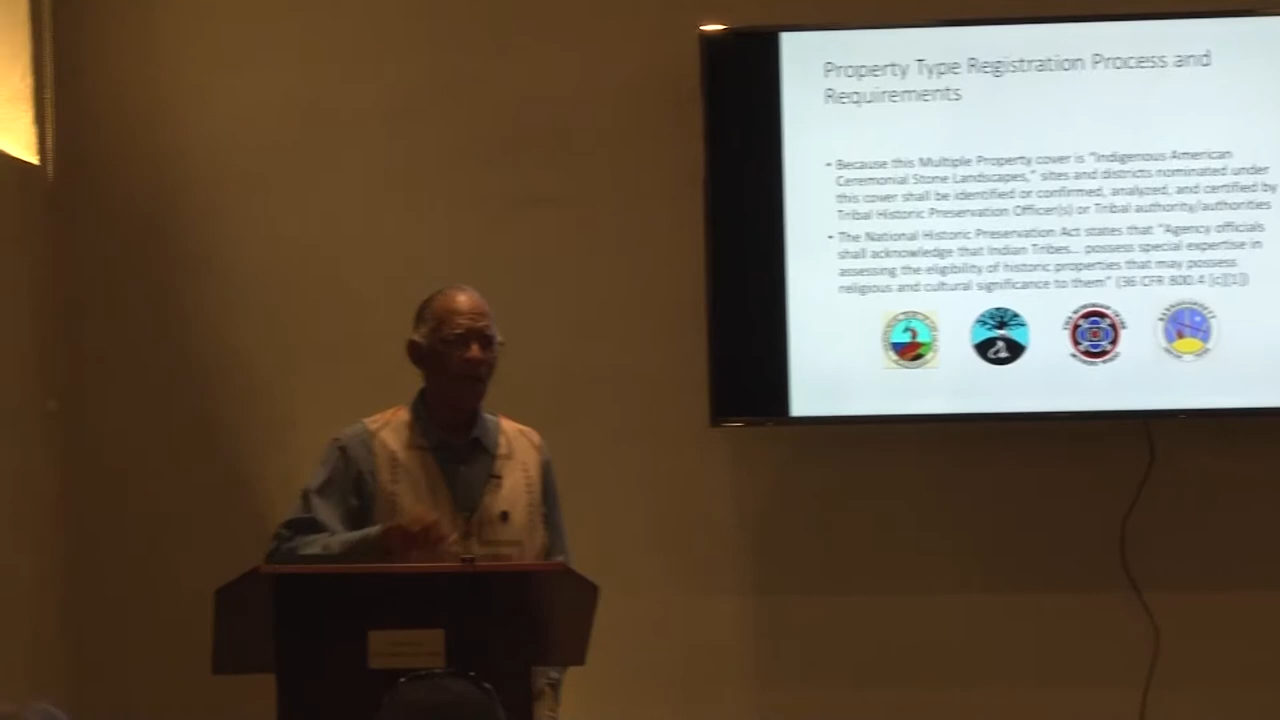 Property Type Registration Process and
Requirements
• Because this Multiple Property cover is "Indigenous American
Ceremonial Stone Landscapes," sites and districts nominated under
this cover shall be identified or confirmed, analyzed, and certified by
Tribal Historic Preservation Officer(s) or Tribal authority/authorities
• The National Historic Preservation Act states that "Agency officials
shall acknowledge that Indian Tribes... possess special expertise in
assessing the eligibility of historic properties that may possess
religious and cultural significance to them" (36 CFR 800.4 [c][1])